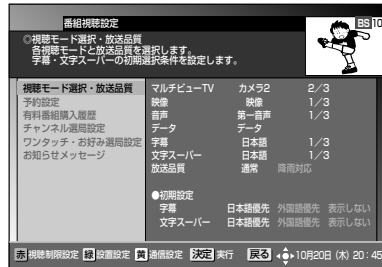 番組視聴設定
BS 10
◎視聴モード選択・放送品質
各視聴モードと放送品質を選択します。
字幕・文字スーパーの初期選択条件を設定します。
視聴モード選択・放送品質
予約設定
有料番組購入履歴
チャンネル選局設定
ワンタッチ・お好み選局設定
お知らせメッセージ
マルチビューTV カメラ2 2／3
映像 映像 1／3
音声 第一音声 1／3
データ データ
字幕 日本語 1／3
文字スーパー 日本語 1／3
放送品質 通常 降雨対応
●初期設定
字幕 日本語優先 外国語優先 表示しない
文字スーパー 日本語優先 外国語優先 表示しない
赤 視聴制限設定 緑 設置設定 黄 通信設定 決定 実行 戻る 10月20日 (木) 20:45